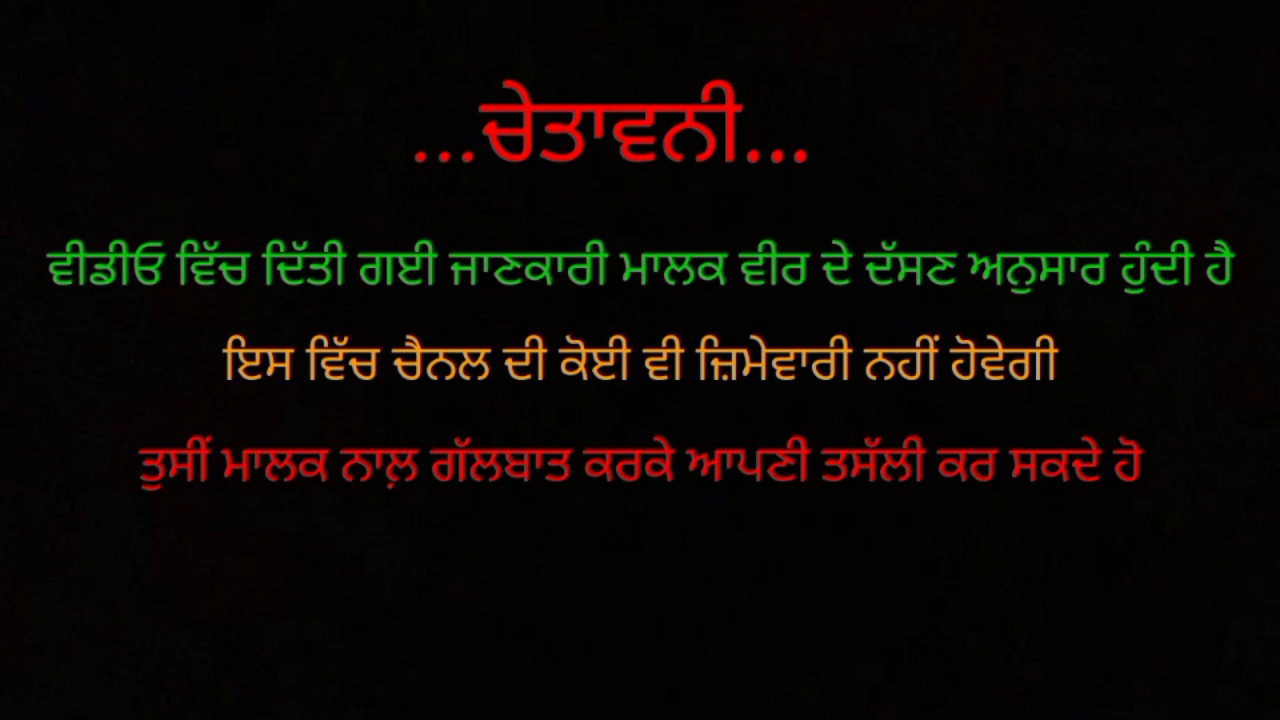 ...ਚੇਤਾਵਨੀ...
ਵੀਡੀਓ ਵਿੱਚ ਦਿੱਤੀ ਗਈ ਜਾਣਕਾਰੀ ਮਾਲਕ ਵੀਰ ਦੇ ਦੱਸਣ ਅਨੁਸਾਰ ਹੁੰਦੀ ਹੈ
ਇਸ ਵਿੱਚ ਚੈਨਲ ਦੀ ਕੋਈ ਵੀ ਜ਼ਿਮੇਵਾਰੀ ਨਹੀਂ ਹੋਵੇਗੀ
ਤੁਸੀਂ ਮਾਲਕ ਨਾਲ਼ ਗੱਲਬਾਤ ਕਰਕੇ ਆਪਣੀ ਤਸੱਲੀ ਕਰ ਸਕਦੇ ਹੋ